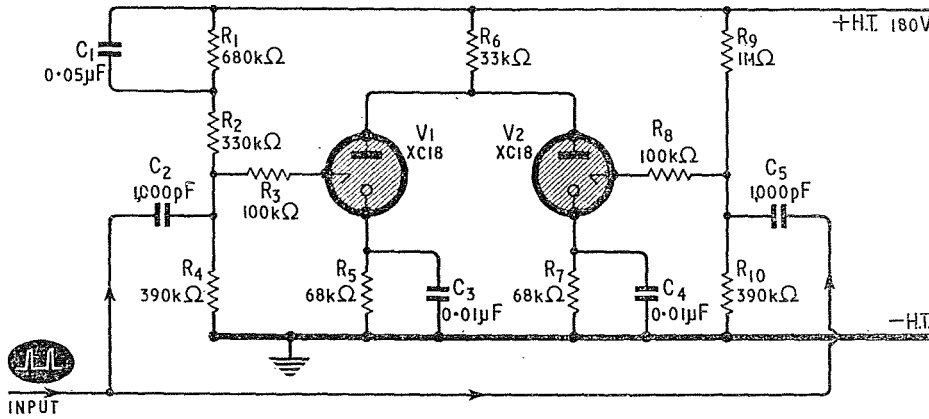 +H.T. 180V
C1
0·05μF
R1
680kΩ
R6
33kΩ
R9
1MΩ
R2
330kΩ
V1
XC18
V2
XC18
R8
100kΩ
C2
1,000pF
R3
100kΩ
C5
1,000pF
R4
390kΩ
R5
68kΩ
C3
0·01μF
R7
68kΩ
C4
0·01μF
R10
390kΩ
—H.T.
INPUT